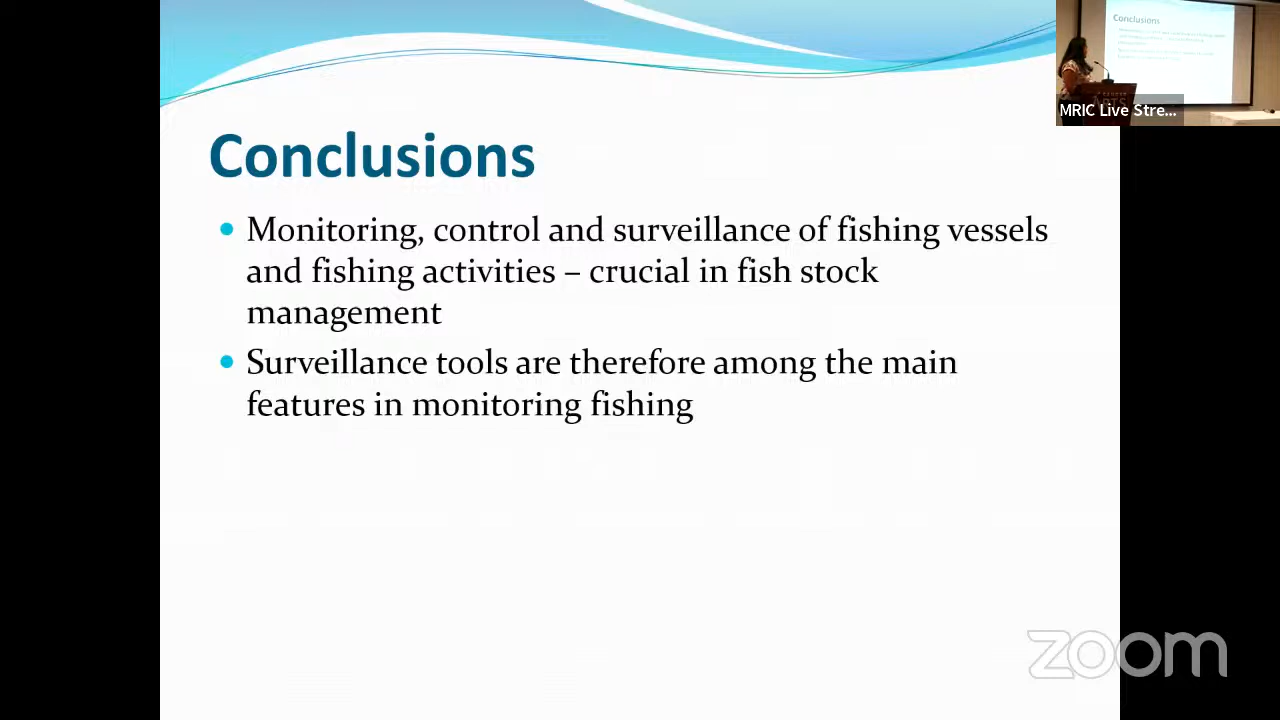 Conclusions
Monitoring, control and surveillance of fishing vessels
and fishing activities – crucial in fish stock
management
Surveillance tools are therefore among the main
features in monitoring fishing
Conclusions
MRIC Live Stre...
zoom